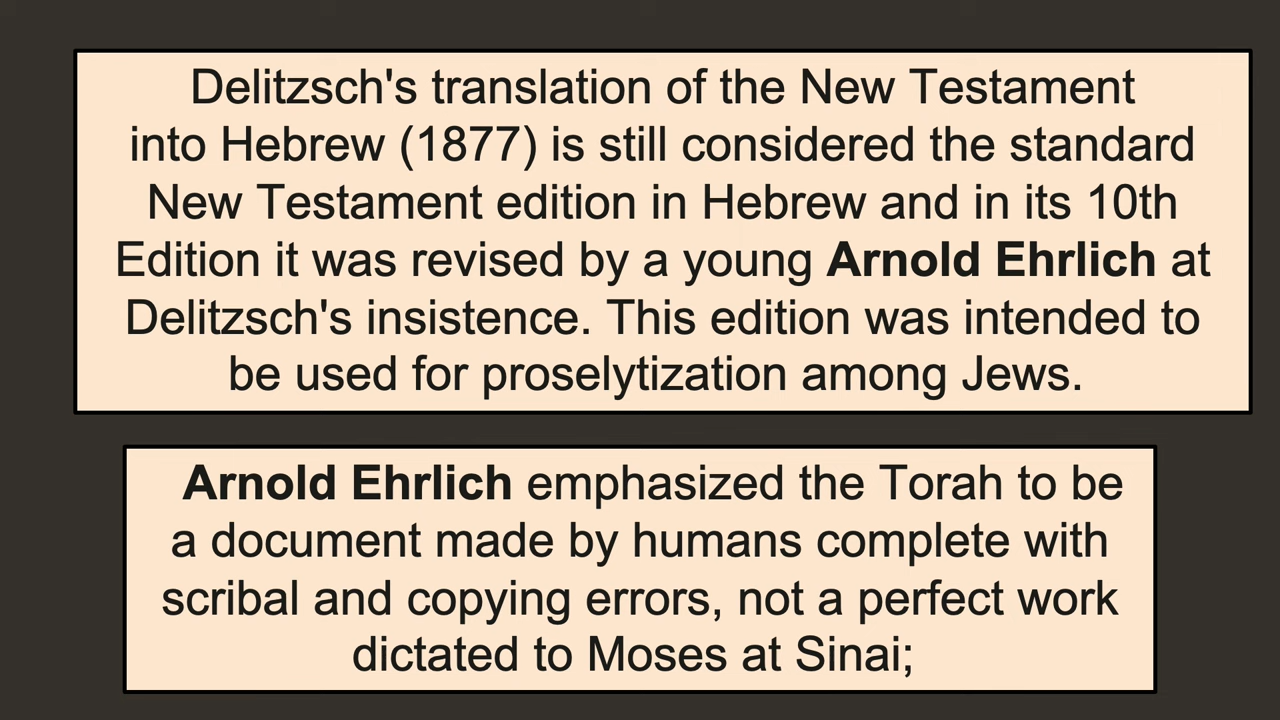 Delitzsch's translation of the New Testament
into Hebrew (1877) is still considered the standard
New Testament edition in Hebrew and in its 10th
Edition it was revised by a young Arnold Ehrlich at
Delitzsch's insistence. This edition was intended to
be used for proselytization among Jews.
Arnold Ehrlich emphasized the Torah to be
a document made by humans complete with
scribal and copying errors, not a perfect work
dictated to Moses at Sinai;